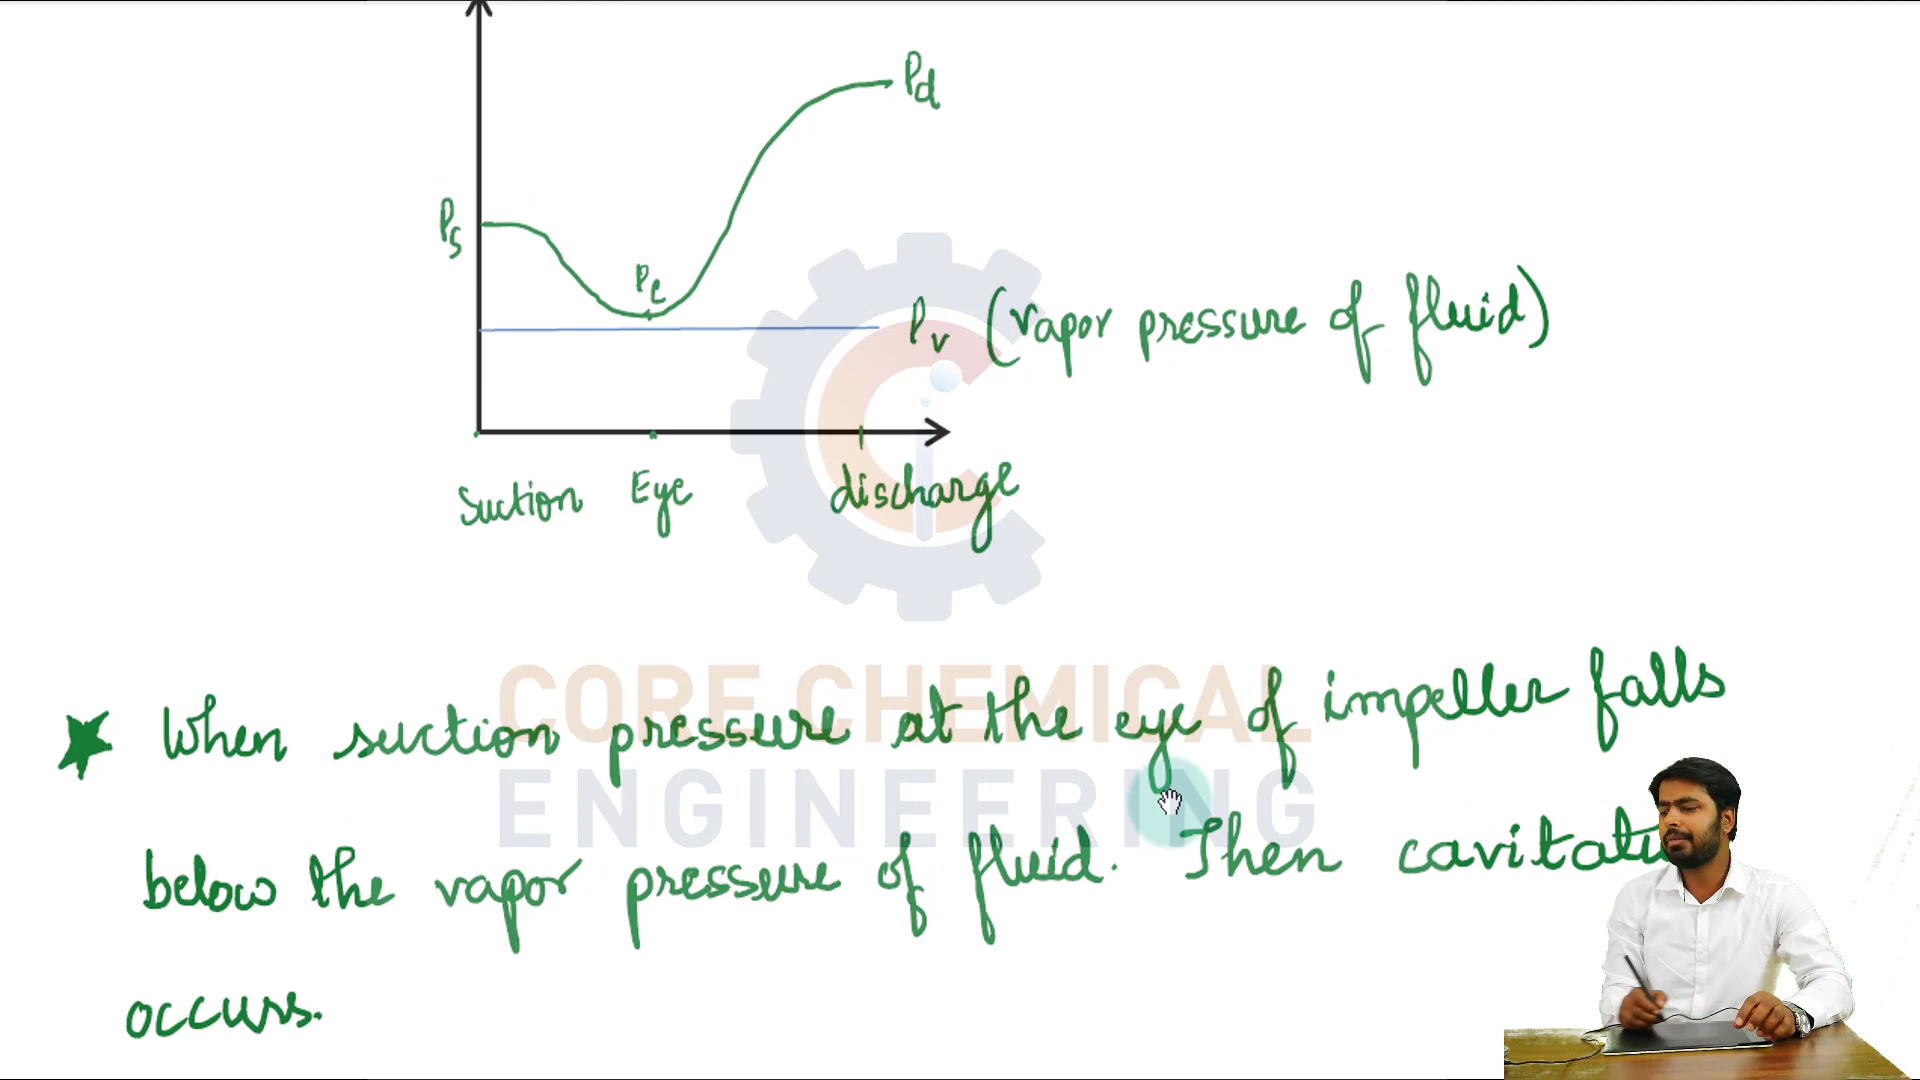 Pd
Ps
Pe
Pv (vapor pressure of fluid)
Suction Eye discharge
CORE CHEMICAL
ENGINEERING
When suction pressure at the eye of impeller falls
below the vapor pressure of fluid. Then
occurs.